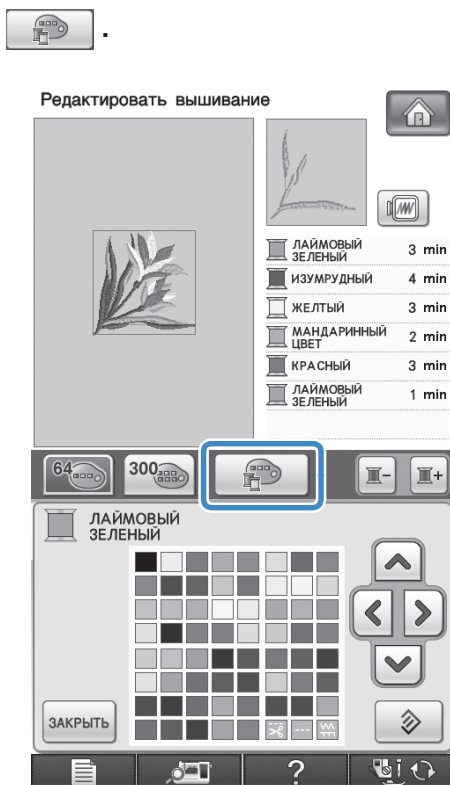 .
Редактировать вышивание
ЛАЙМОВЫЙ
ЗЕЛЕНЫЙ
3 min
ИЗУМРУДНЫЙ
4 min
ЖЕЛТЫЙ
3 min
МАНДАРИННЫЙ
ЦВЕТ
2 min
КРАСНЫЙ
3 min
ЛАЙМОВЫЙ
ЗЕЛЕНЫЙ
1 min
64
300
-
+
ЛАЙМОВЫЙ
ЗЕЛЕНЫЙ
ЗАКРЫТЬ
?